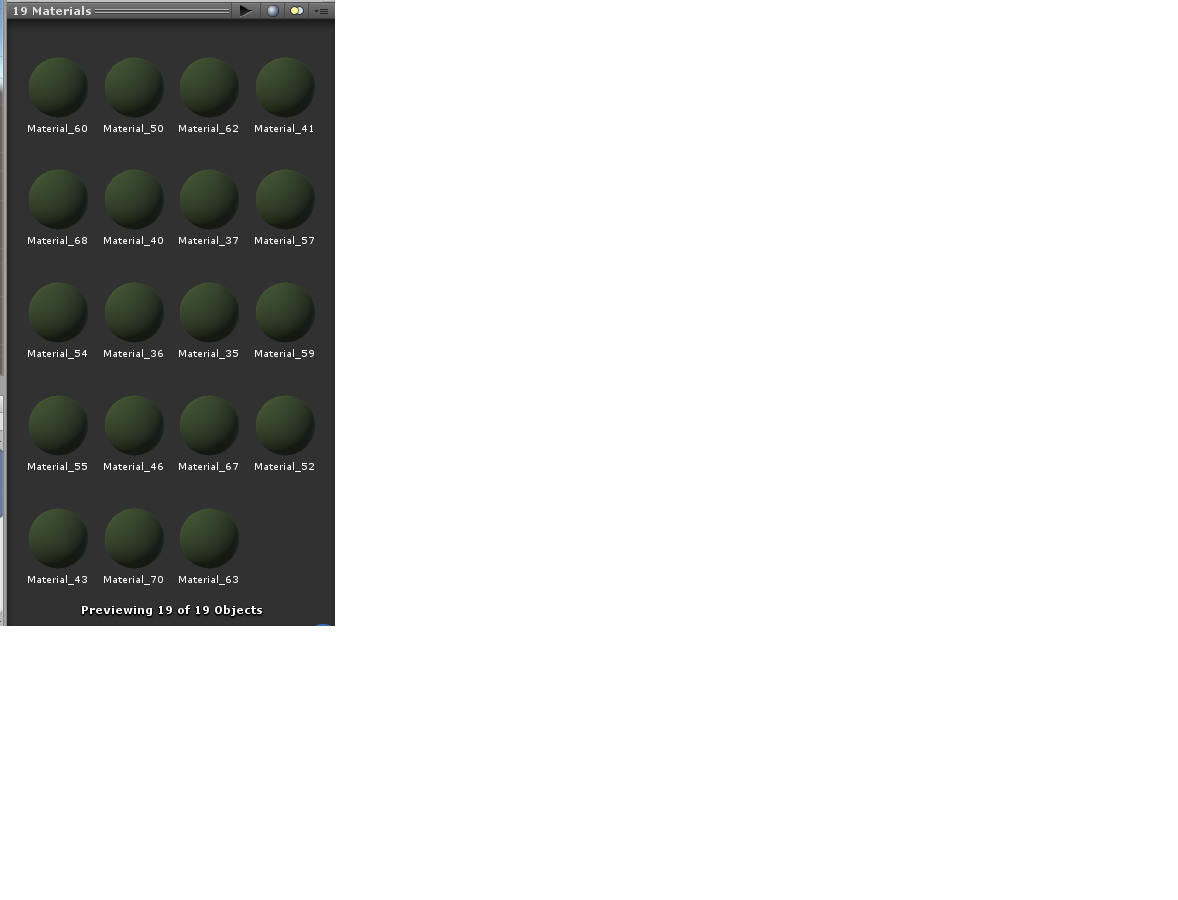 19 Materials
Material_60 Material_50 Material_62 Material_41
Material_68 Material_40 Material_37 Material_57
Material_54 Material_36 Material_35 Material_59
Material_55 Material_46 Material_67 Material_52
Material_43 Material_70 Material_63
Previewing 19 of 19 Objects